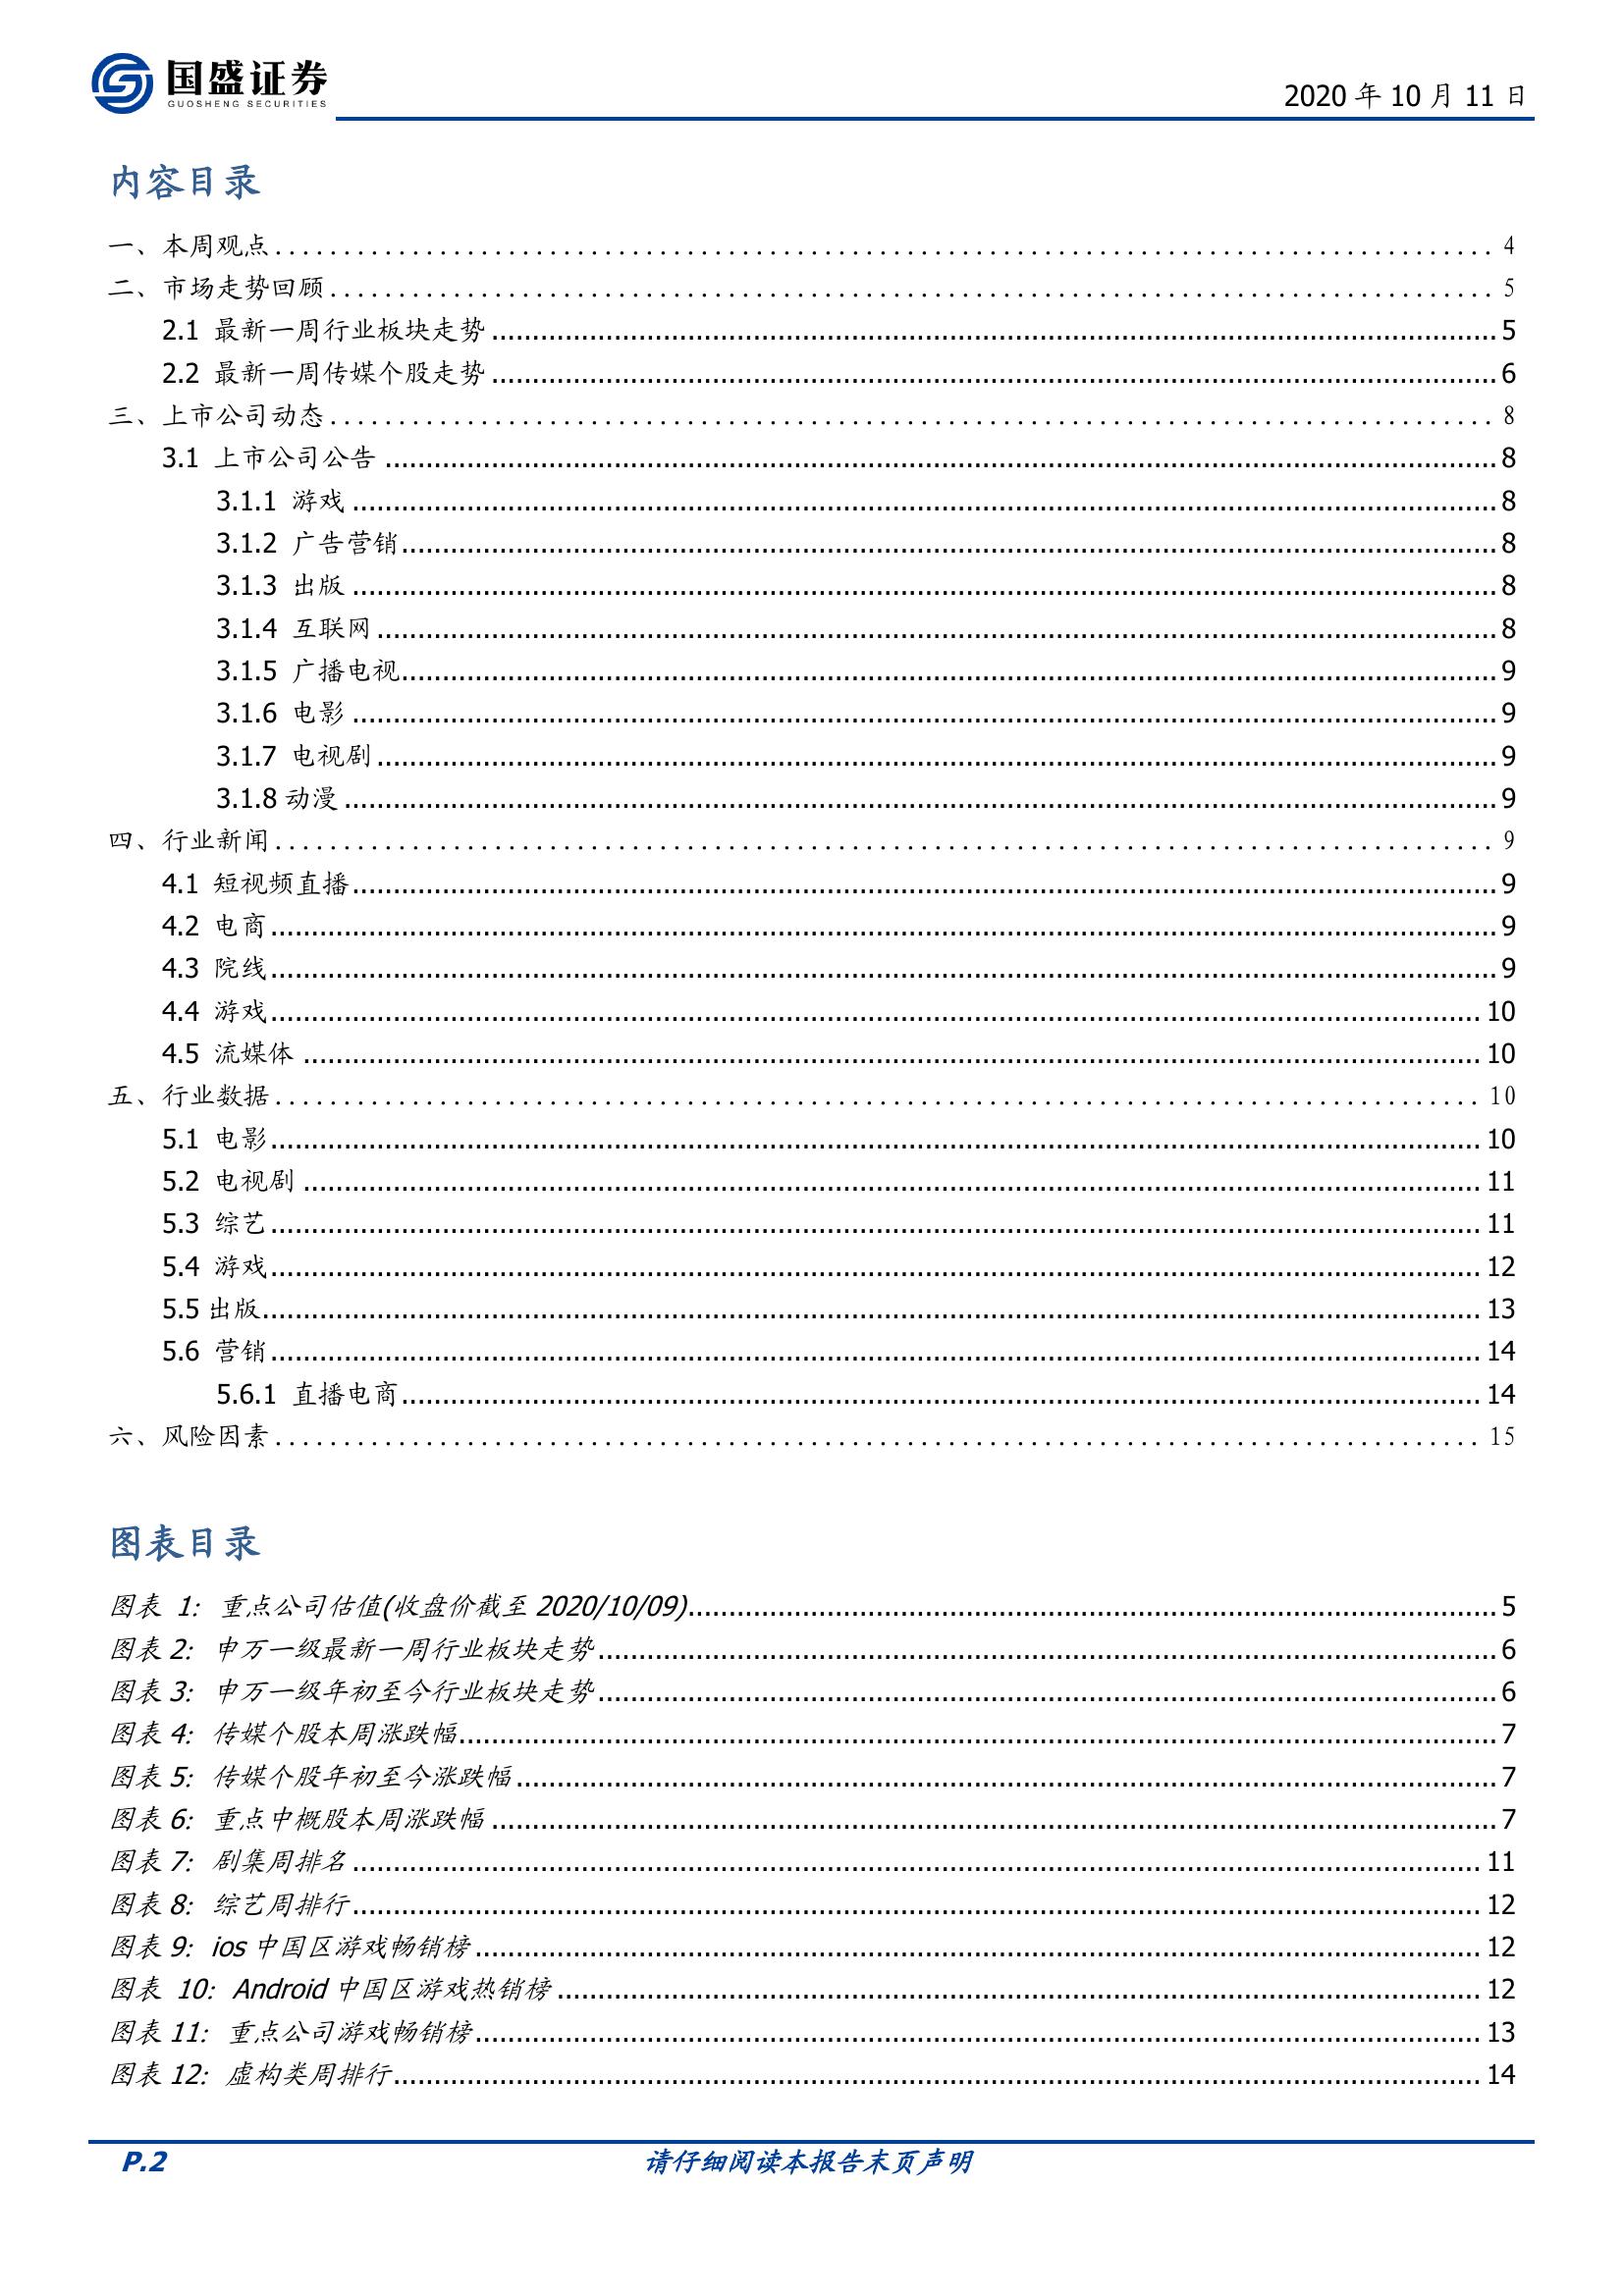 国盛证券
GUOSHENG SECURITIES
2020 年 10 月 11 日
内容目录
一、本周观点 4
二、市场走势回顾 5
2.1 最新一周行业板块走势 5
2.2 最新一周传媒个股走势 6
三、上市公司动态 8
3.1 上市公司公告 8
3.1.1 游戏 8
3.1.2 广告营销 8
3.1.3 出版 8
3.1.4 互联网 8
3.1.5 广播电视 9
3.1.6 电影 9
3.1.7 电视剧 9
3.1.8 动漫 9
四、行业新闻 9
4.1 短视频直播 9
4.2 电商 9
4.3 院线 9
4.4 游戏 10
4.5 流媒体 10
五、行业数据 10
5.1 电影 10
5.2 电视剧 11
5.3 综艺 11
5.4 游戏 12
5.5 出版 13
5.6 营销 14
5.6.1 直播电商 14
六、风险因素 15
图表目录
图表 1: 重点公司估值(收盘价截至 2020/10/09) 5
图表 2: 申万一级最新一周行业板块走势 6
图表 3: 申万一级年初至今行业板块走势 6
图表 4: 传媒个股本周涨跌幅 7
图表 5: 传媒个股年初至今涨跌幅 7
图表 6: 重点中概股本周涨跌幅 7
图表 7: 剧集周排名 11
图表 8: 综艺周排行 12
图表 9: ios 中国区游戏畅销榜 12
图表 10: Android 中国区游戏热销榜 12
图表 11: 重点公司游戏畅销榜 13
图表 12: 虚构类周排行 14
P.2 请仔细阅读本报告末页声明